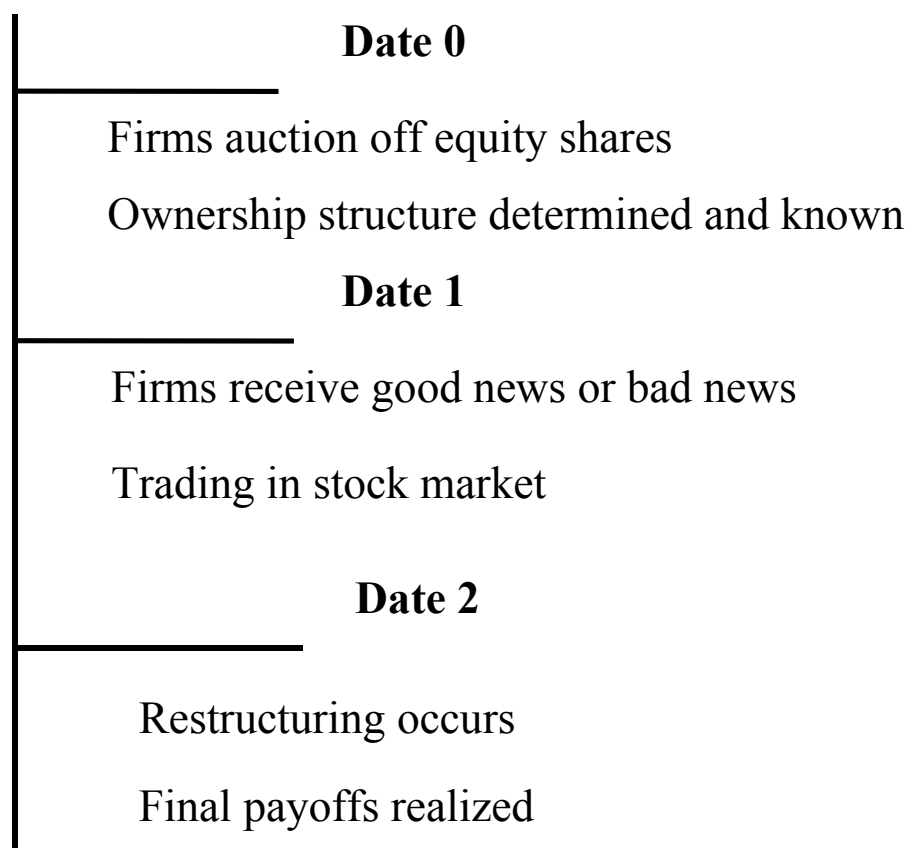 Date 0
Firms auction off equity shares
Ownership structure determined and known
Date 1
Firms receive good news or bad news
Trading in stock market
Date 2
Restructuring occurs
Final payoffs realized